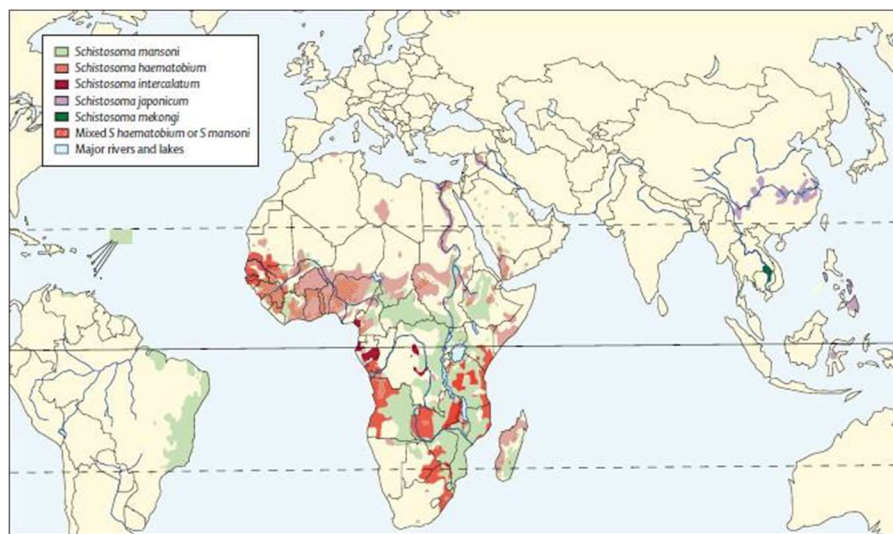 Schistosoma mansoni
Schistosoma haematobium
Schistosoma intercalatum
Schistosoma japonicum
Schistosoma mekongi
Mixed S haematobium or S mansoni
Major rivers and lakes